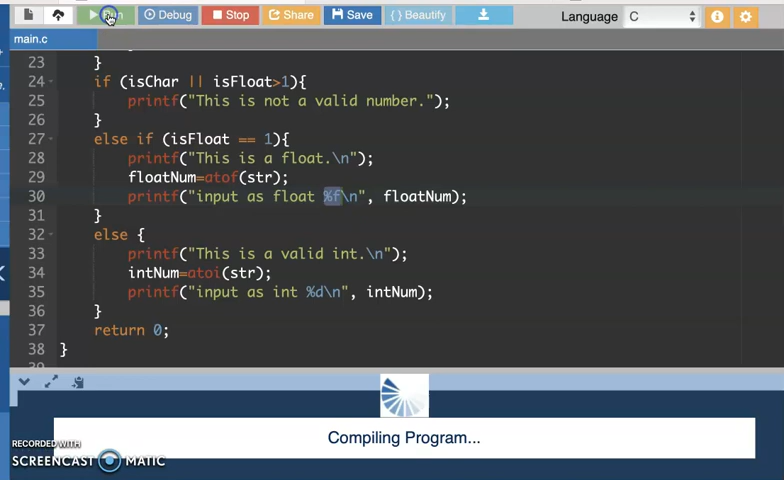 Run Debug Stop Share Save { } Beautify Language C
main.c
23 }
24 if (isChar || isFloat>1){
25 printf("This is not a valid number.");
26 }
27 else if (isFloat == 1){
28 printf("This is a float.\n");
29 floatNum=atof(str);
30 printf("input as float %f\n", floatNum);
31 }
32 else {
33 printf("This is a valid int.\n");
34 intNum=atoi(str);
35 printf("input as int %d\n", intNum);
36 }
37 return 0;
38 }
Compiling Program...
RECORDED WITH
SCREENCAST MATIC